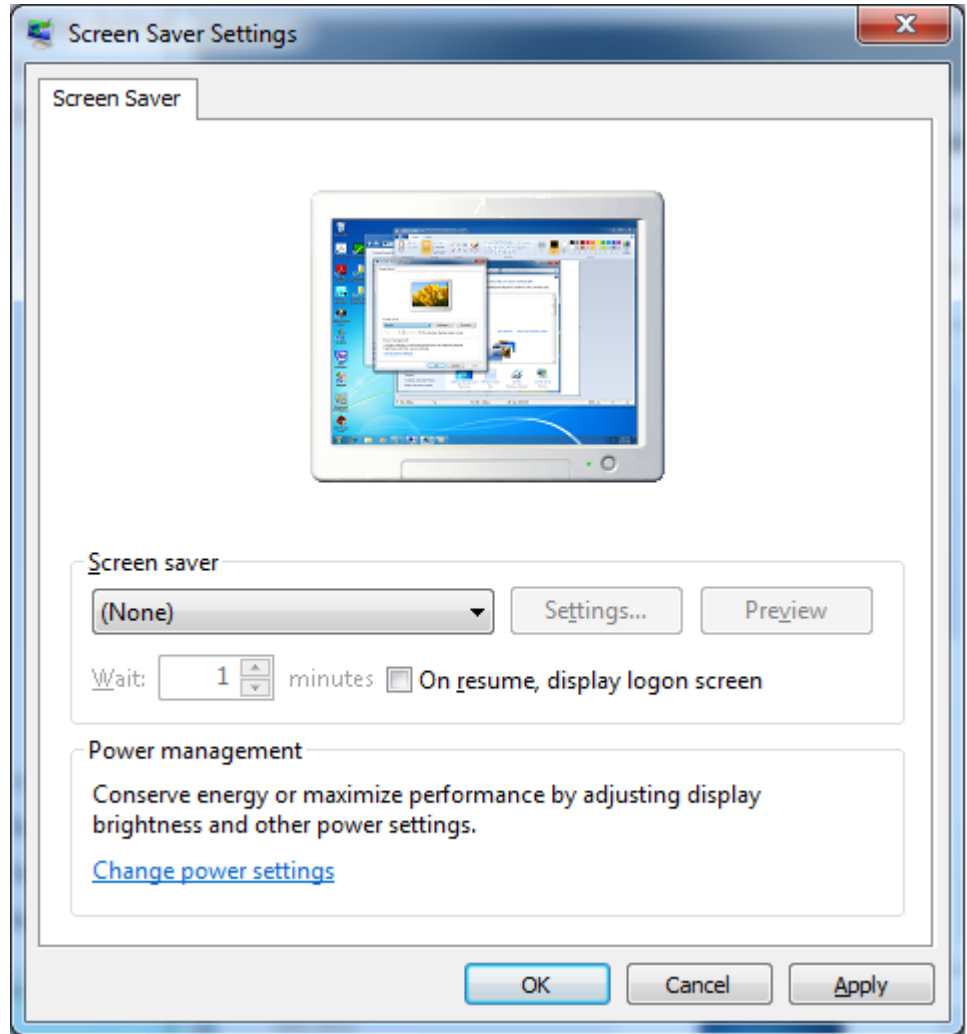 Screen Saver Settings
Screen Saver
Screen saver
(None)
Settings...
Preview
Wait: 1 minutes On resume, display logon screen
Power management
Conserve energy or maximize performance by adjusting display
brightness and other power settings.
Change power settings
OK Cancel Apply